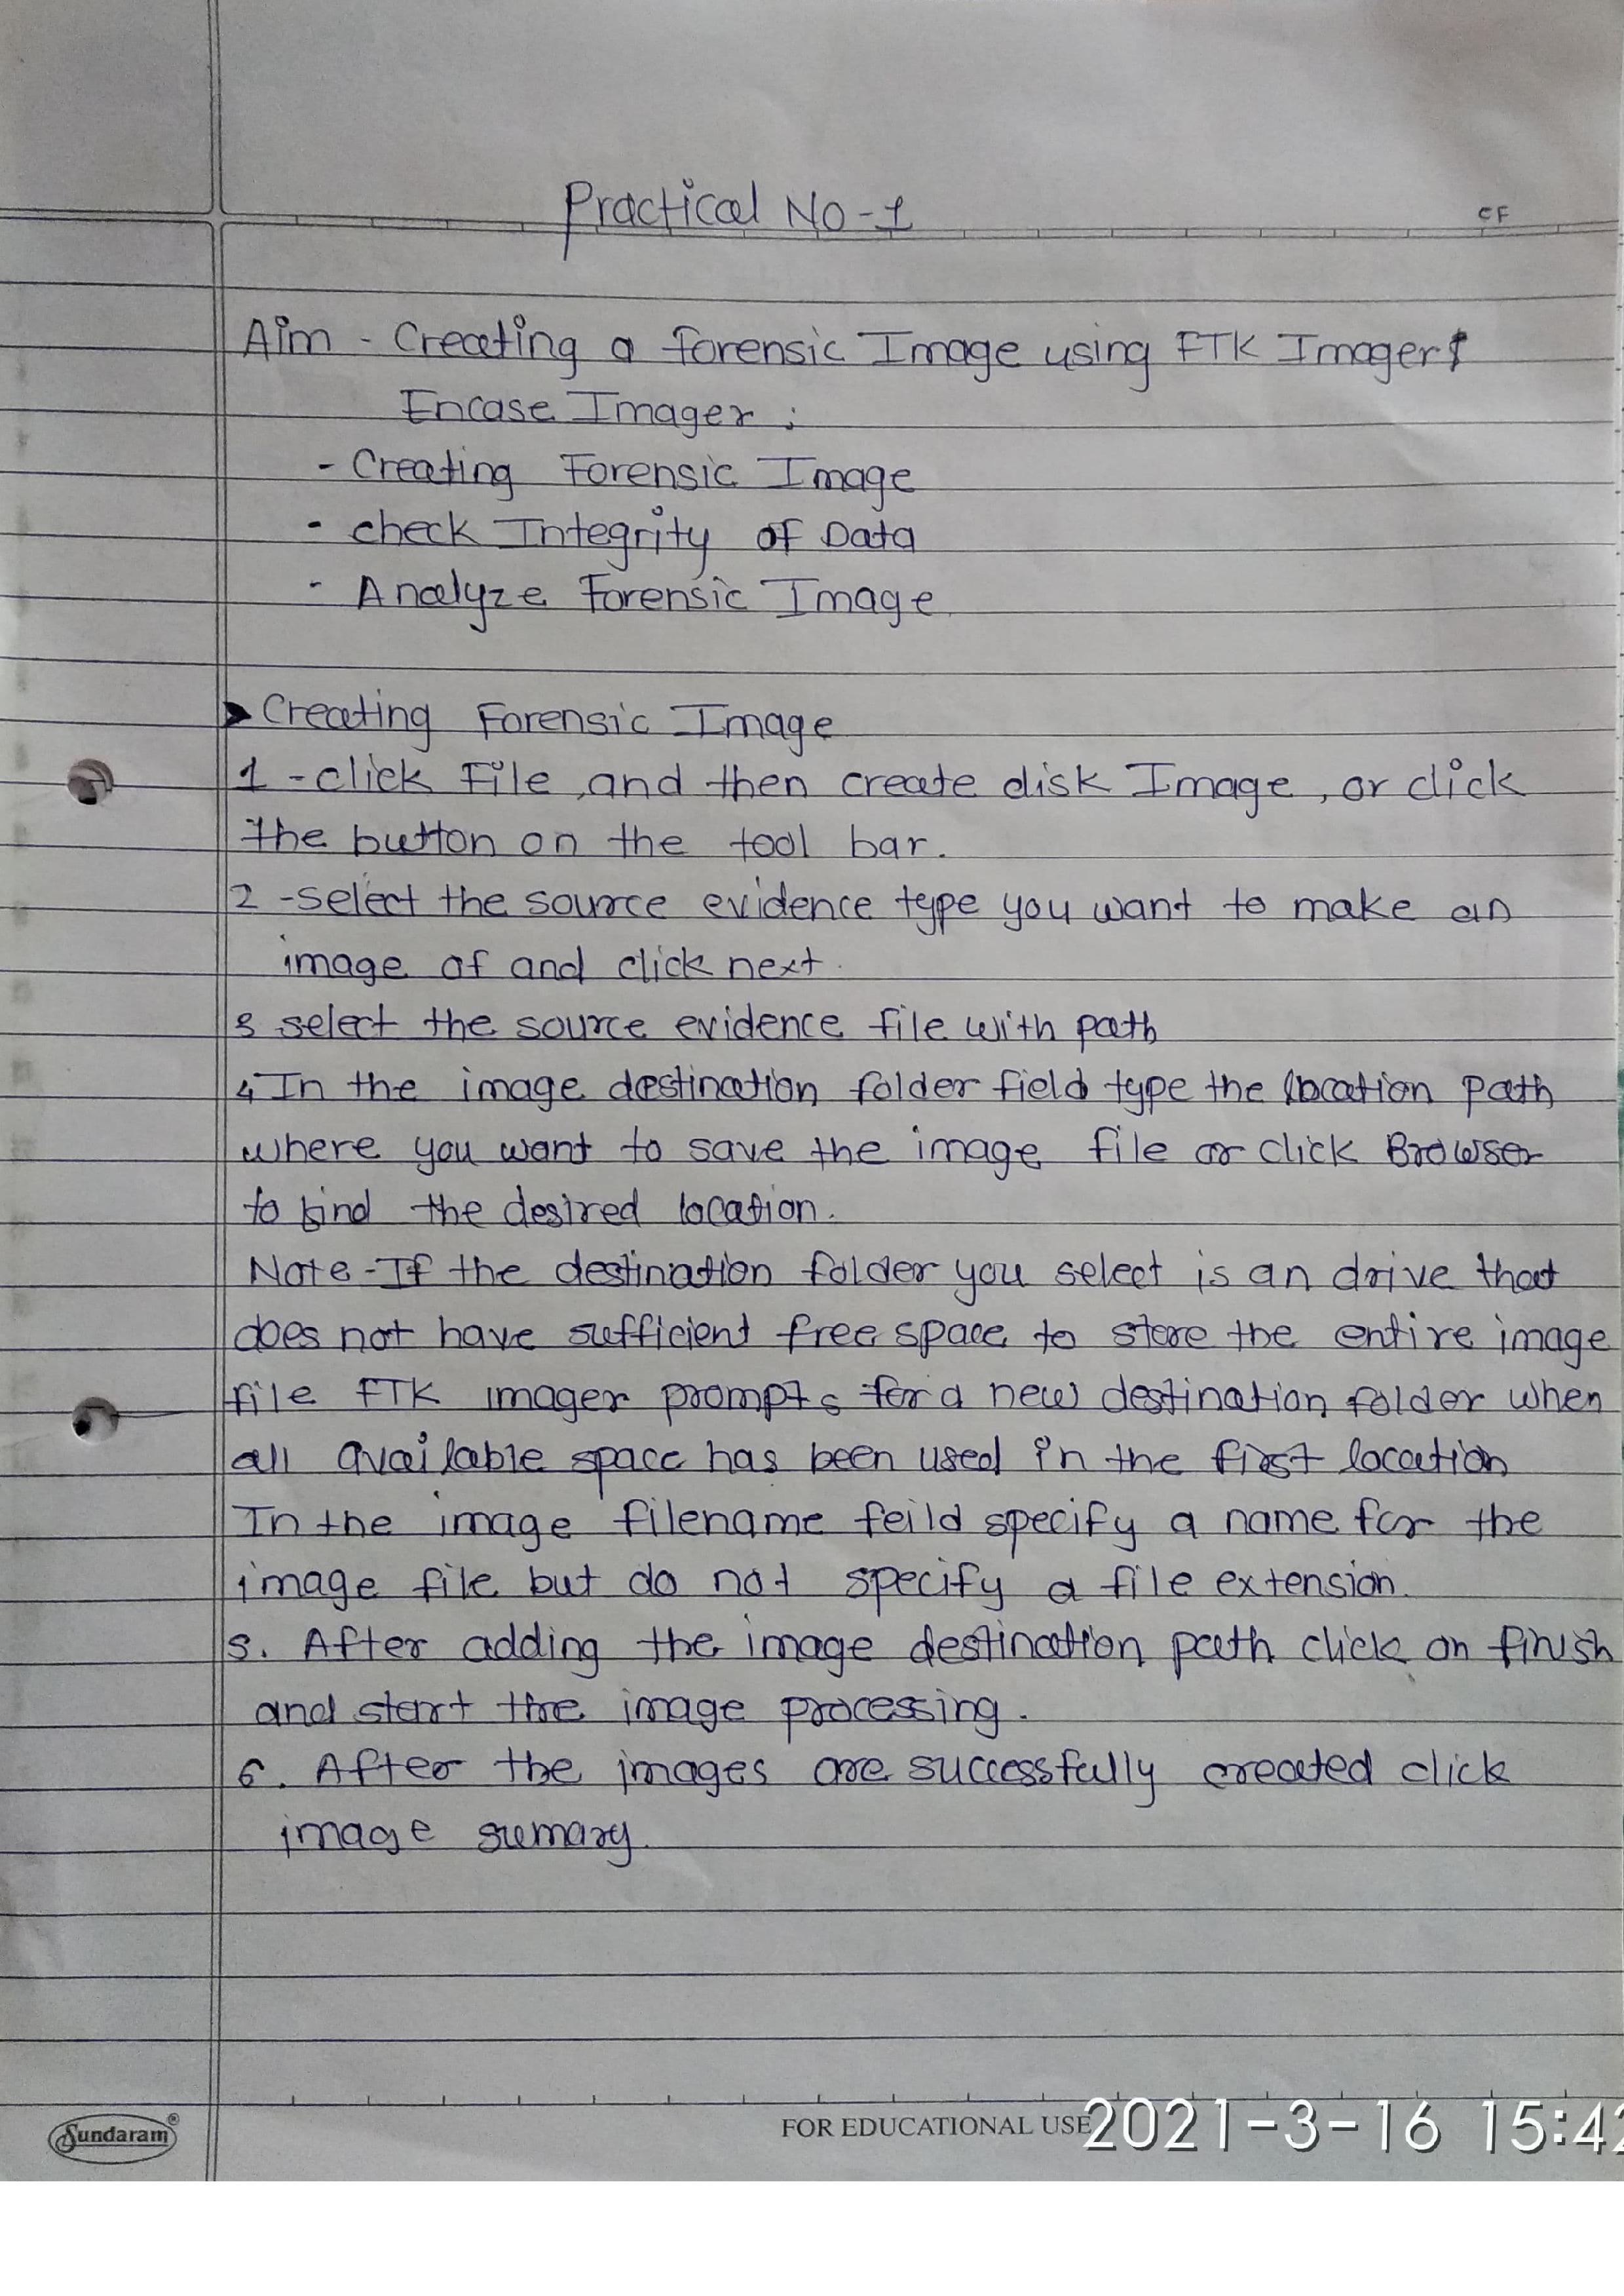 Practical No-1
CF
Aim - Creating a forensic Image using FTK Imager/
Encase Imager :
- Creating Forensic Image
- check Integrity of Data
- Analyze Forensic Image
➤ Creating Forensic Image
1 -click File, and then create disk Image, or click
the button on the tool bar.
2 -select the source evidence type you want to make an
image of and click next.
3 select the source evidence file with path
4 In the image destination folder field type the location path
where you want to save the image file or click Browser
to find the desired location.
Note-If the destination folder you select is an drive that
does not have sufficient free space to store the entire image
file FTK imager prompts for a new destination folder when
all available space has been used in the first location
In the image filename feild specify a name for the
image file but do not specify a file extension.
5. After adding the image destination path click on finish
and start the image processing.
6. After the images are successfully created click
image sumary.
Sundaram®
FOR EDUCATIONAL USE
2021-3-16 15:42